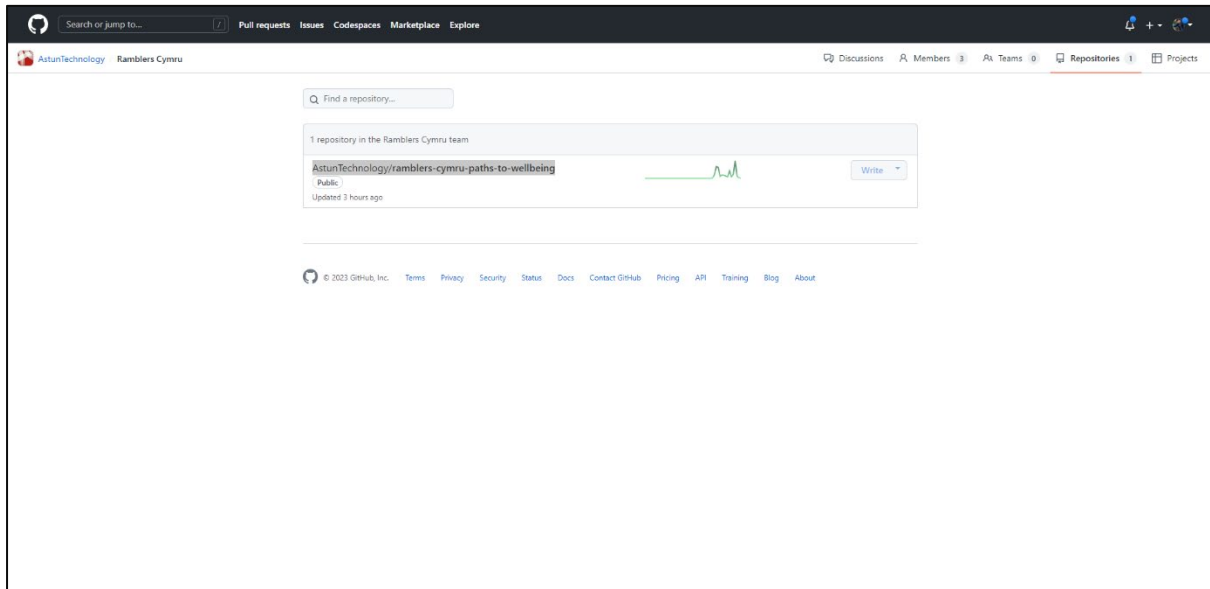 Search or jump to... / Pull requests Issues Codespaces Marketplace Explore
AstunTechnology Ramblers Cymru Discussions Members 3 Teams 0 Repositories 1 Projects
Find a repository...
1 repository in the Ramblers Cymru team
AstunTechnology/ramblers-cymru-paths-to-wellbeing Write
Public
Updated 3 hours ago
© 2023 GitHub, Inc. Terms Privacy Security Status Docs Contact GitHub Pricing API Training Blog About